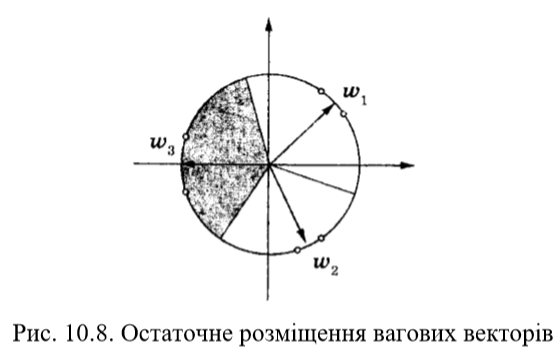 w₁
w₃
w₂
Рис. 10.8. Остаточне розміщення вагових векторів